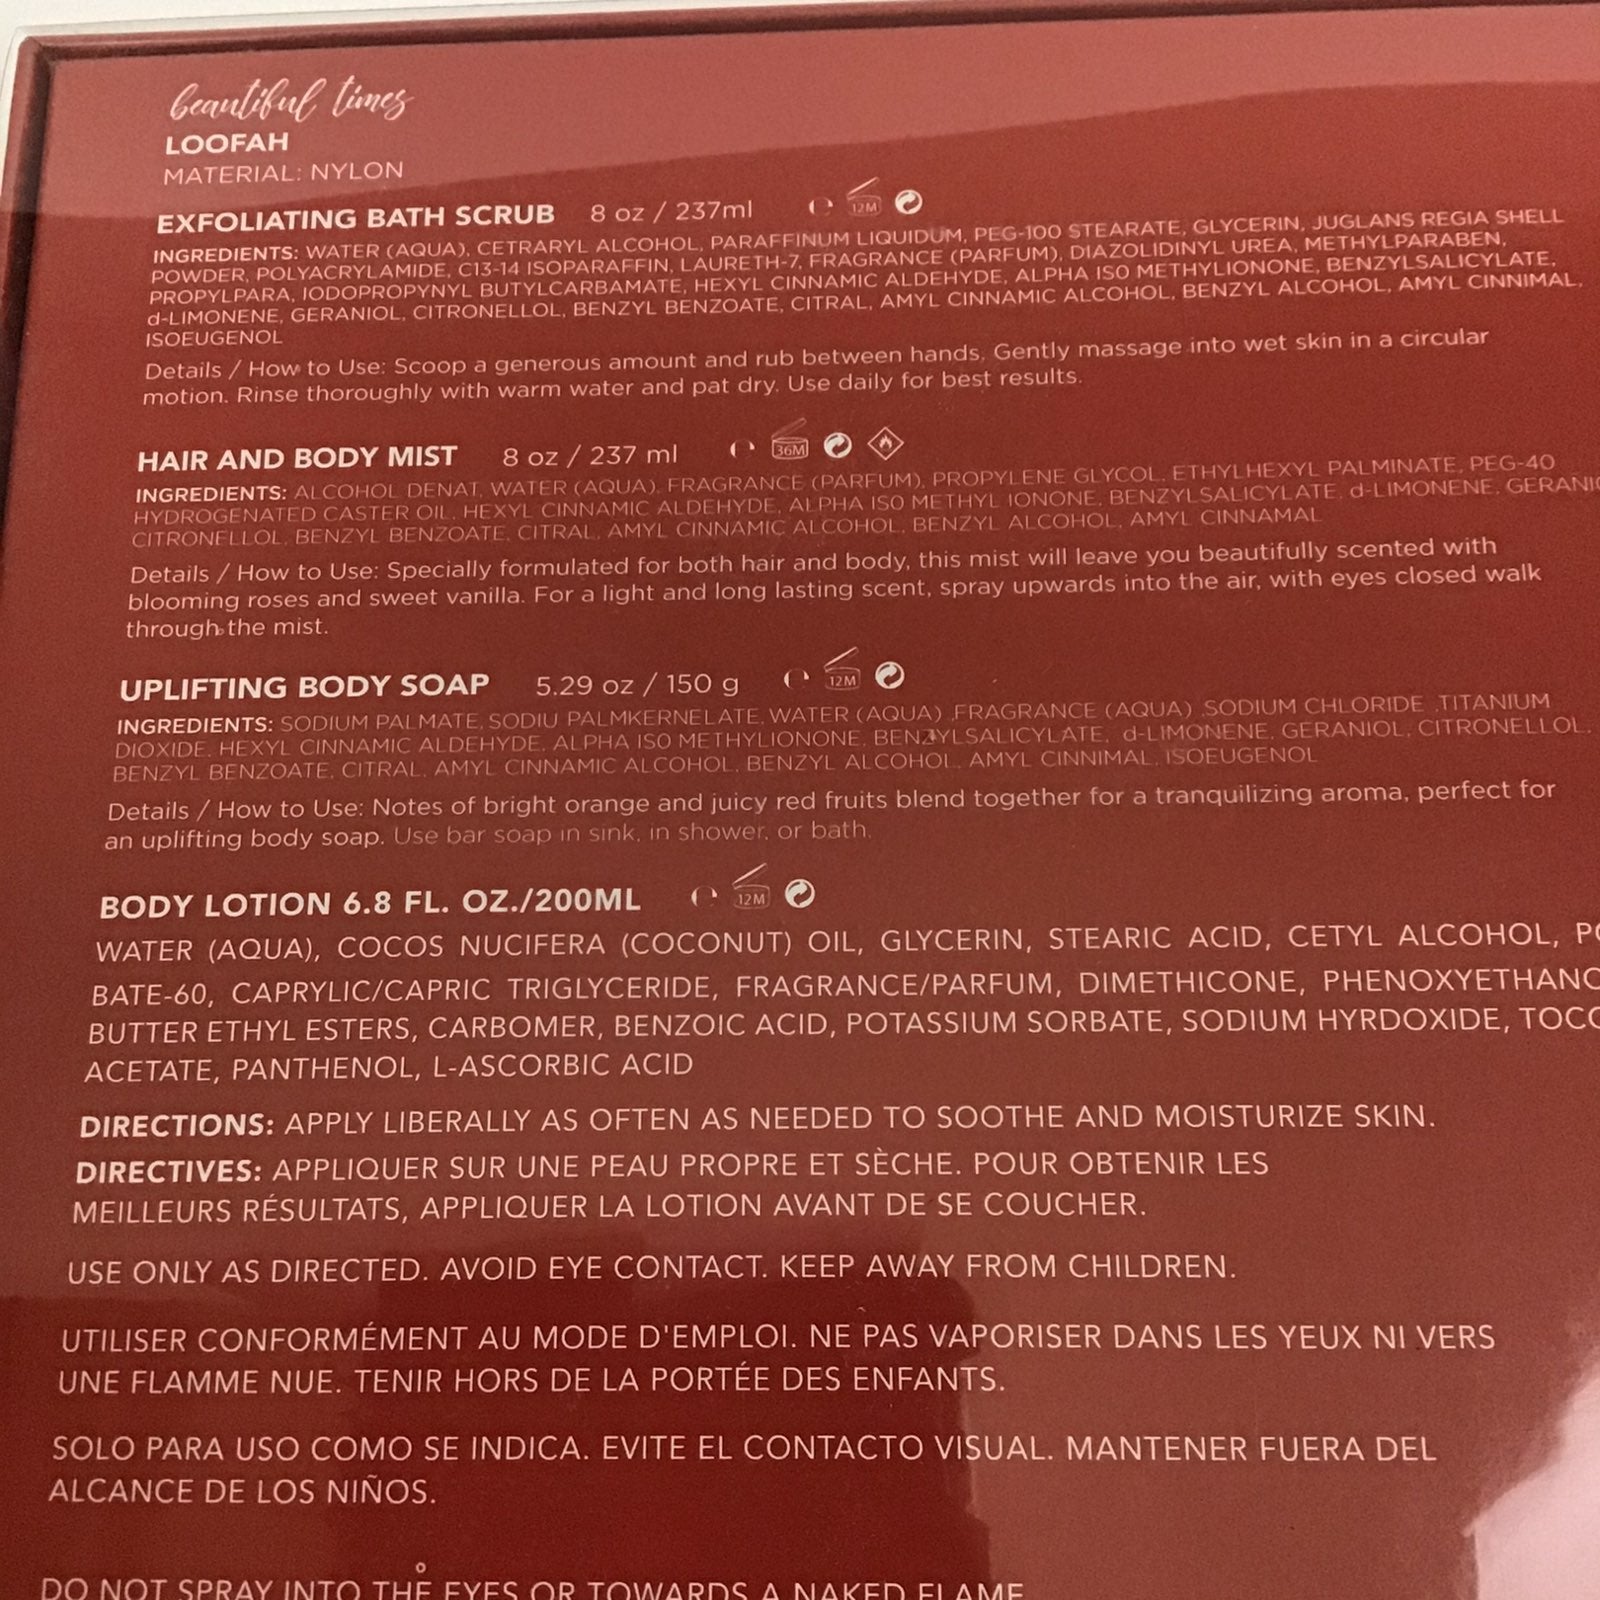 beautiful times
LOOFAH
MATERIAL: NYLON
EXFOLIATING BATH SCRUB 8 oz / 237ml 12M
INGREDIENTS: WATER (AQUA), CETRARYL ALCOHOL, PARAFFINUM LIQUIDUM, PEG-100 STEARATE, GLYCERIN, JUGLANS REGIA SHELL
POWDER, POLYACRYLAMIDE, C13-14 ISOPARAFFIN, LAURETH-7, FRAGRANCE (PARFUM), DIAZOLIDINYL UREA, METHYLPARABEN,
PROPYLPARA, IODOPROPYNYL BUTYLCARBAMATE, HEXYL CINNAMIC ALDEHYDE, ALPHA ISO METHYLIONONE, BENZYLSALICYLATE,
d-LIMONENE, GERANIOL, CITRONELLOL, BENZYL BENZOATE, CITRAL, AMYL CINNAMIC ALCOHOL, BENZYL ALCOHOL, AMYL CINNIMAL,
ISOEUGENOL
Details / How to Use: Scoop a generous amount and rub between hands. Gently massage into wet skin in a circular
motion. Rinse thoroughly with warm water and pat dry. Use daily for best results.
HAIR AND BODY MIST 8 oz / 237 ml 36M
INGREDIENTS: ALCOHOL DENAT, WATER (AQUA), FRAGRANCE (PARFUM), PROPYLENE GLYCOL, ETHYLHEXYL PALMINATE, PEG-40
HYDROGENATED CASTER OIL, HEXYL CINNAMIC ALDEHYDE, ALPHA ISO METHYL IONONE, BENZYLSALICYLATE, d-LIMONENE, GERANIO
CITRONELLOL, BENZYL BENZOATE, CITRAL, AMYL CINNAMIC ALCOHOL, BENZYL ALCOHOL, AMYL CINNAMAL
Details / How to Use: Specially formulated for both hair and body, this mist will leave you beautifully scented with
blooming roses and sweet vanilla. For a light and long lasting scent, spray upwards into the air, with eyes closed walk
through the mist.
UPLIFTING BODY SOAP 5.29 oz / 150 g 12M
INGREDIENTS: SODIUM PALMATE, SODIU PALMKERNELATE, WATER (AQUA) ,FRAGRANCE (AQUA) ,SODIUM CHLORIDE ,TITANIUM
DIOXIDE, HEXYL CINNAMIC ALDEHYDE, ALPHA ISO METHYLIONONE, BENZYLSALICYLATE, d-LIMONENE, GERANIOL, CITRONELLOL,
BENZYL BENZOATE, CITRAL, AMYL CINNAMIC ALCOHOL, BENZYL ALCOHOL, AMYL CINNIMAL, ISOEUGENOL
Details / How to Use: Notes of bright orange and juicy red fruits blend together for a tranquilizing aroma, perfect for
an uplifting body soap. Use bar soap in sink, in shower, or bath.
BODY LOTION 6.8 FL. OZ./200ML 12M
WATER (AQUA), COCOS NUCIFERA (COCONUT) OIL, GLYCERIN, STEARIC ACID, CETYL ALCOHOL, PO
BATE-60, CAPRYLIC/CAPRIC TRIGLYCERIDE, FRAGRANCE/PARFUM, DIMETHICONE, PHENOXYETHANO
BUTTER ETHYL ESTERS, CARBOMER, BENZOIC ACID, POTASSIUM SORBATE, SODIUM HYRDOXIDE, TOCO
ACETATE, PANTHENOL, L-ASCORBIC ACID
DIRECTIONS: APPLY LIBERALLY AS OFTEN AS NEEDED TO SOOTHE AND MOISTURIZE SKIN.
DIRECTIVES: APPLIQUER SUR UNE PEAU PROPRE ET SÈCHE. POUR OBTENIR LES
MEILLEURS RÉSULTATS, APPLIQUER LA LOTION AVANT DE SE COUCHER.
USE ONLY AS DIRECTED. AVOID EYE CONTACT. KEEP AWAY FROM CHILDREN.
UTILISER CONFORMÉMENT AU MODE D'EMPLOI. NE PAS VAPORISER DANS LES YEUX NI VERS
UNE FLAMME NUE. TENIR HORS DE LA PORTÉE DES ENFANTS.
SOLO PARA USO COMO SE INDICA. EVITE EL CONTACTO VISUAL. MANTENER FUERA DEL
ALCANCE DE LOS NIÑOS.
DO NOT SPRAY INTO THE EYES OR TOWARDS A NAKED FLAME